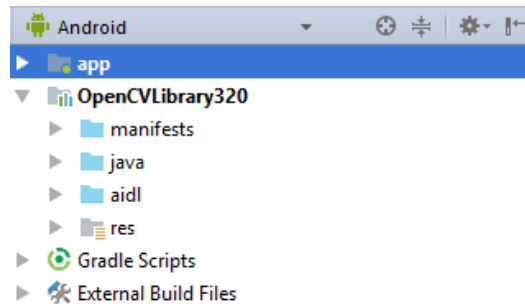 Android
app
OpenCVLibrary320
manifests
java
aidl
res
Gradle Scripts
External Build Files